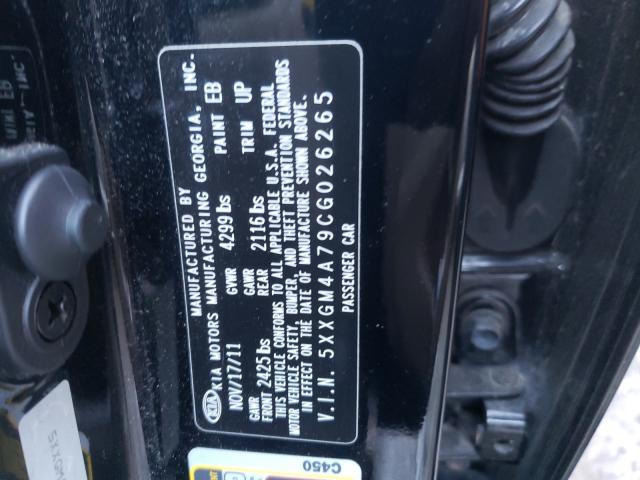 MANUFACTURED BY
KIA KIA MOTORS MANUFACTURING GEORGIA, INC.
NOV/17/11 GVWR 4299 lbs PAINT EB
GAWR GAWR TRIM UP
FRONT 2425 lbs REAR 2116 lbs
THIS VEHICLE CONFORMS TO ALL APPLICABLE U.S.A. FEDERAL
MOTOR VEHICLE SAFETY, BUMPER, AND THEFT PREVENTION STANDARDS
IN EFFECT ON THE DATE OF MANUFACTURE SHOWN ABOVE.
V.I.N. 5XXGM4A79CG026265
PASSENGER CAR
C450